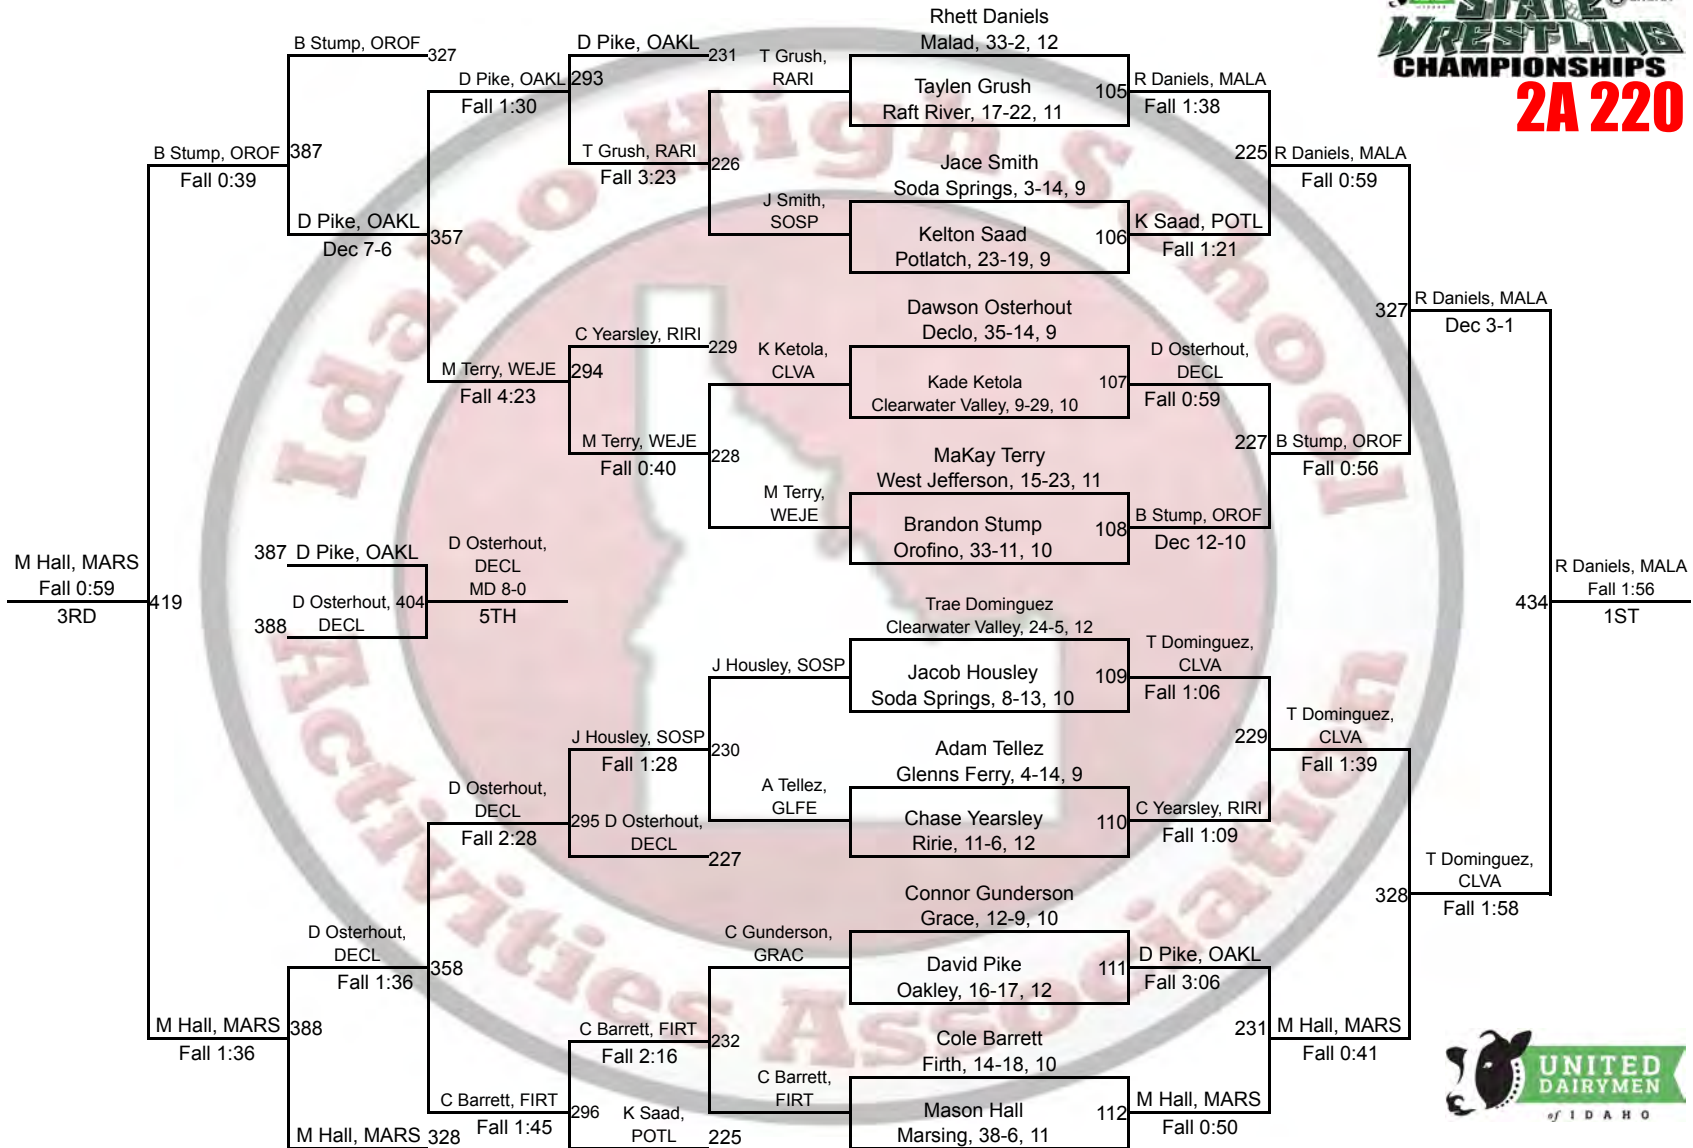 STATE
WRESTLING
CHAMPIONSHIPS
2A 220
Idaho High School
Activities Association
B Stump, OROF
327
D Pike, OAKL
293
Fall 1:30
D Pike, OAKL
231
T Grush, RARI
226
Fall 3:23
T Grush,
RARI
J Smith,
SOSP
B Stump, OROF
387
Fall 0:39
D Pike, OAKL
357
Dec 7-6
C Yearsley, RIRI
229
M Terry, WEJE
294
Fall 4:23
M Terry, WEJE
228
Fall 0:40
K Ketola,
CLVA
M Terry,
WEJE
M Hall, MARS
Fall 0:59
419
3RD
387 D Pike, OAKL
D Osterhout, 404
388 DECL
D Osterhout,
DECL
MD 8-0
5TH
J Housley, SOSP
A Tellez,
GLFE
J Housley, SOSP
230
Fall 1:28
D Osterhout,
DECL
Fall 2:28
295 D Osterhout,
DECL
227
D Osterhout,
DECL
358
Fall 1:36
C Gunderson,
GRAC
C Barrett,
FIRT
C Barrett, FIRT
232
Fall 2:16
M Hall, MARS
388
Fall 1:36
C Barrett, FIRT
296
Fall 1:45
K Saad,
POTL
225
M Hall, MARS 328
Rhett Daniels
Malad, 33-2, 12
Taylen Grush
105
Raft River, 17-22, 11
R Daniels, MALA
Fall 1:38
Jace Smith
Soda Springs, 3-14, 9
Kelton Saad
106
Potlatch, 23-19, 9
K Saad, POTL
Fall 1:21
225 R Daniels, MALA
Fall 0:59
Dawson Osterhout
Declo, 35-14, 9
Kade Ketola
107
Clearwater Valley, 9-29, 10
D Osterhout,
DECL
Fall 0:59
MaKay Terry
West Jefferson, 15-23, 11
Brandon Stump
108
Orofino, 33-11, 10
B Stump, OROF
Dec 12-10
227 B Stump, OROF
Fall 0:56
327 R Daniels, MALA
Dec 3-1
Trae Dominguez
Clearwater Valley, 24-5, 12
Jacob Housley
109
Soda Springs, 8-13, 10
T Dominguez,
CLVA
Fall 1:06
Adam Tellez
Glenns Ferry, 4-14, 9
Chase Yearsley
110
Ririe, 11-6, 12
C Yearsley, RIRI
Fall 1:09
229
T Dominguez,
CLVA
Fall 1:39
Connor Gunderson
Grace, 12-9, 10
David Pike
111
Oakley, 16-17, 12
D Pike, OAKL
Fall 3:06
Cole Barrett
Firth, 14-18, 10
Mason Hall
112
Marsing, 38-6, 11
M Hall, MARS
Fall 0:50
231 M Hall, MARS
Fall 0:41
328
T Dominguez,
CLVA
Fall 1:58
R Daniels, MALA
434
Fall 1:56
1ST
UNITED
DAIRYMEN
of IDAHO